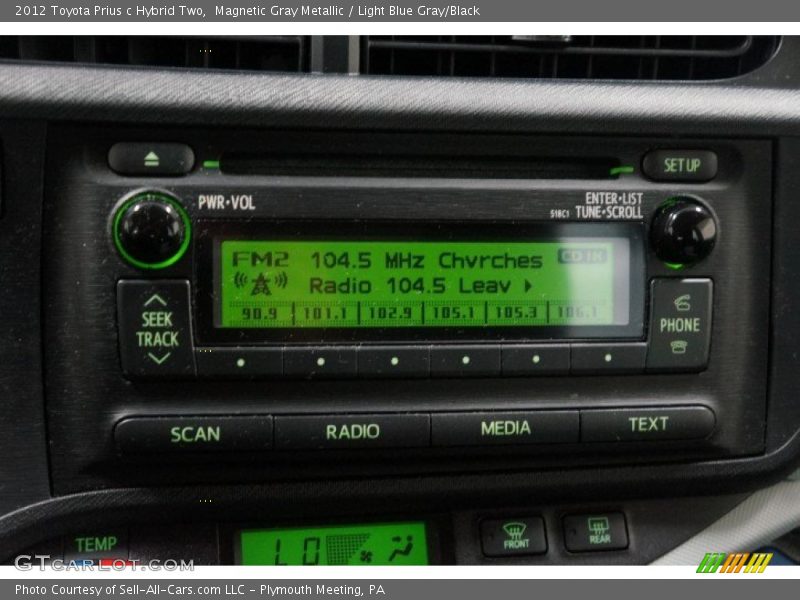 2012 Toyota Prius c Hybrid Two, Magnetic Gray Metallic / Light Blue Gray/Black
SET UP
PWR•VOL
ENTER•LIST
518C1 TUNE•SCROLL
FM2 104.5 MHz Chvrches CD IN
Radio 104.5 Leav
90.9 101.1 102.9 105.1 105.3 106.1
SEEK
TRACK
PHONE
SCAN RADIO MEDIA TEXT
TEMP
LO
FRONT
REAR
GTCARLOT.COM
Photo Courtesy of Sell-All-Cars.com LLC - Plymouth Meeting, PA